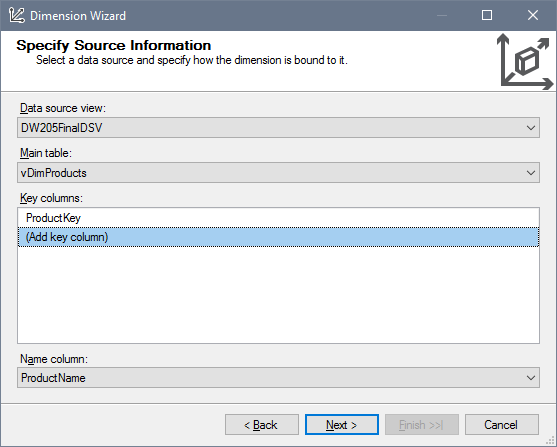 Dimension Wizard
Specify Source Information
Select a data source and specify how the dimension is bound to it.
Data source view:
DW205FinalDSV
Main table:
vDimProducts
Key columns:
ProductKey
(Add key column)
Name column:
ProductName
< Back Next > Finish >>| Cancel